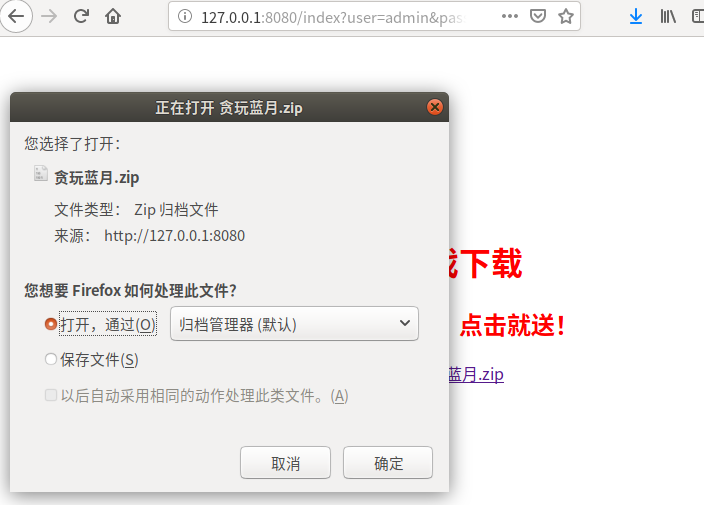 127.0.0.1:8080/index?user=admin&pas
正在打开 贪玩蓝月.zip
您选择了打开：
贪玩蓝月.zip
文件类型： Zip 归档文件
来源： http://127.0.0.1:8080
下载
您想要 Firefox 如何处理此文件？
打开，通过(O) 归档管理器 (默认)
点击就送！
保存文件(S)
蓝月.zip
以后自动采用相同的动作处理此类文件。(A)
取消 确定